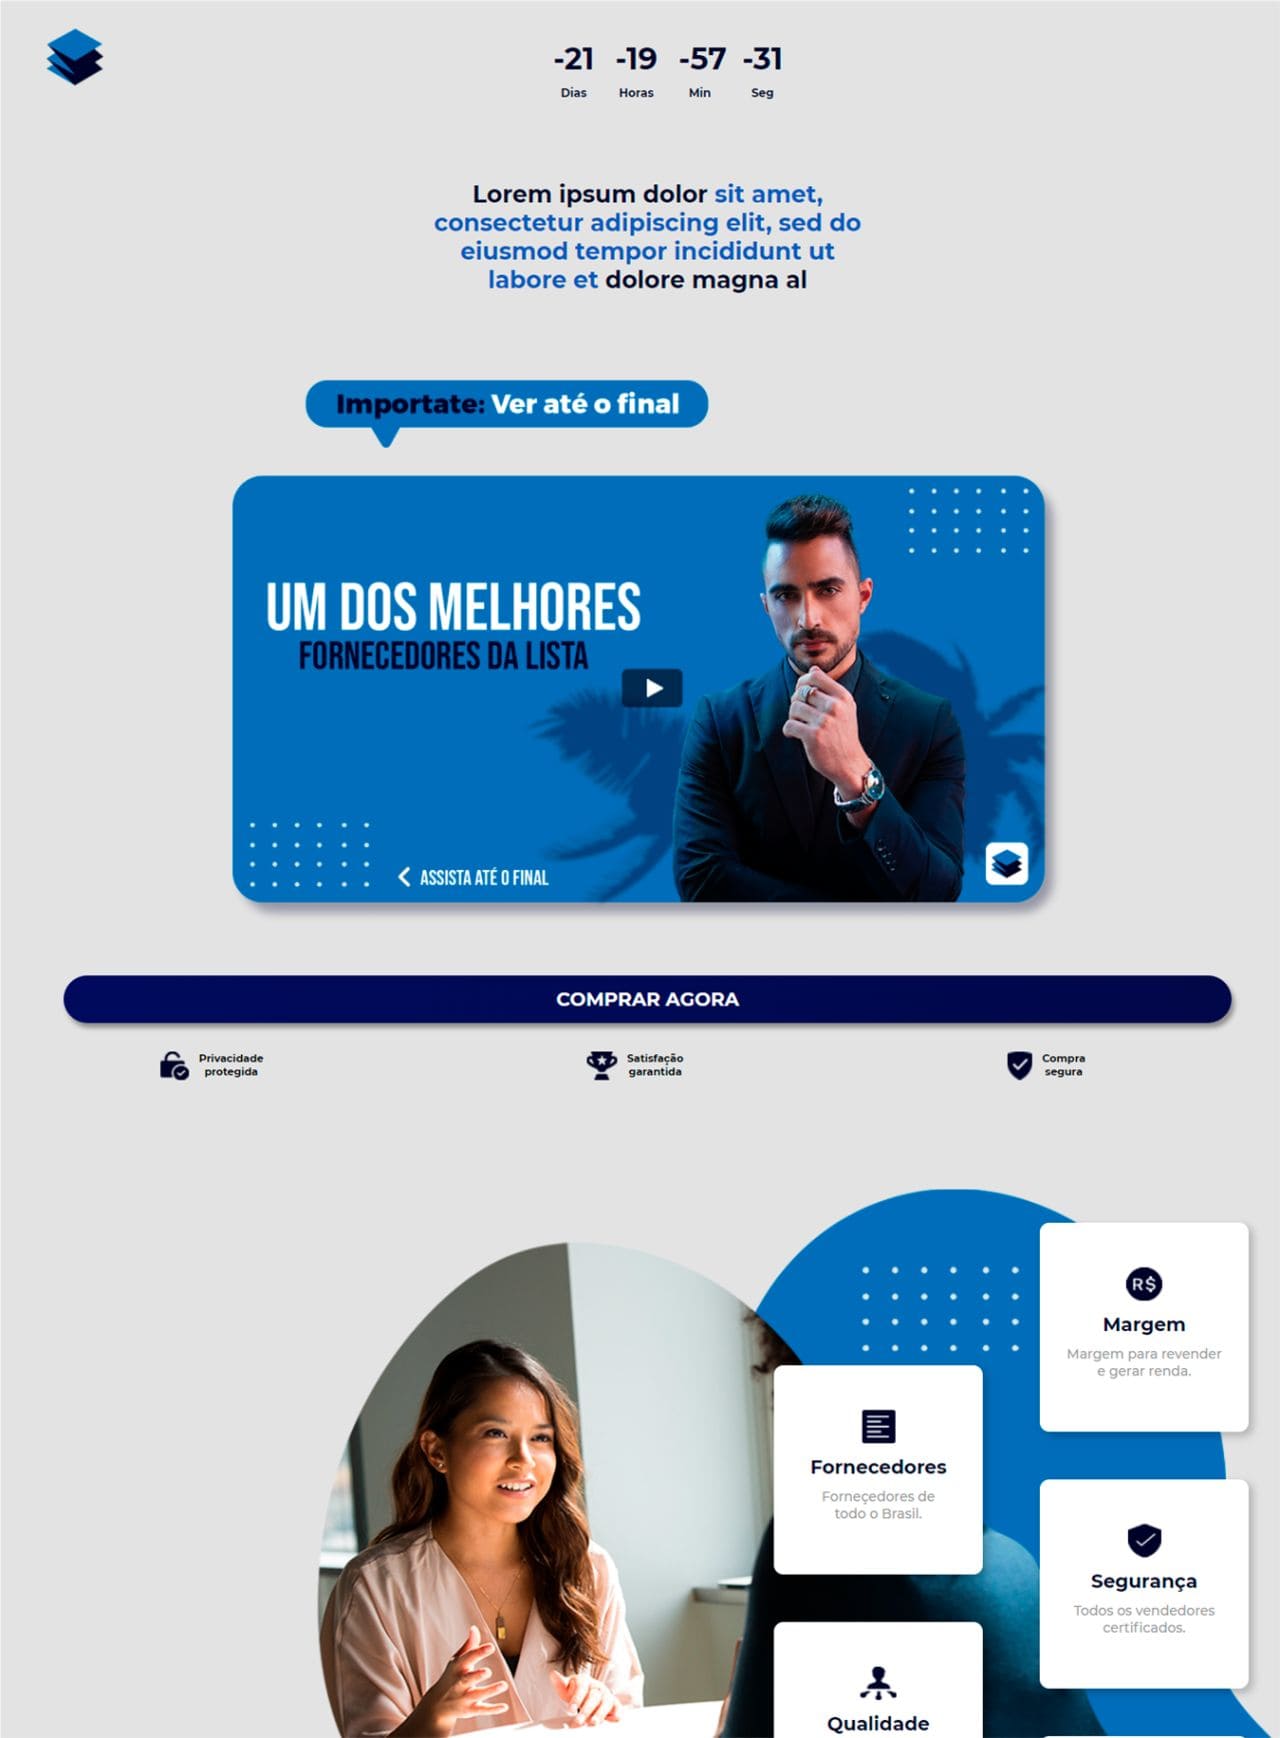 -21 -19 -57 -31
Dias Horas Min Seg
Lorem ipsum dolor sit amet,
consectetur adipiscing elit, sed do
eiusmod tempor incididunt ut
labore et dolore magna al
Importate: Ver até o final
UM DOS MELHORES
FORNECEDORES DA LISTA
ASSISTA ATÉ O FINAL
COMPRAR AGORA
Privacidade
protegida
Satisfação
garantida
Compra
segura
R$
Margem
Margem para revender
e gerar renda.
Fornecedores
Forneçedores de
todo o Brasil.
Segurança
Todos os vendedores
certificados.
Qualidade